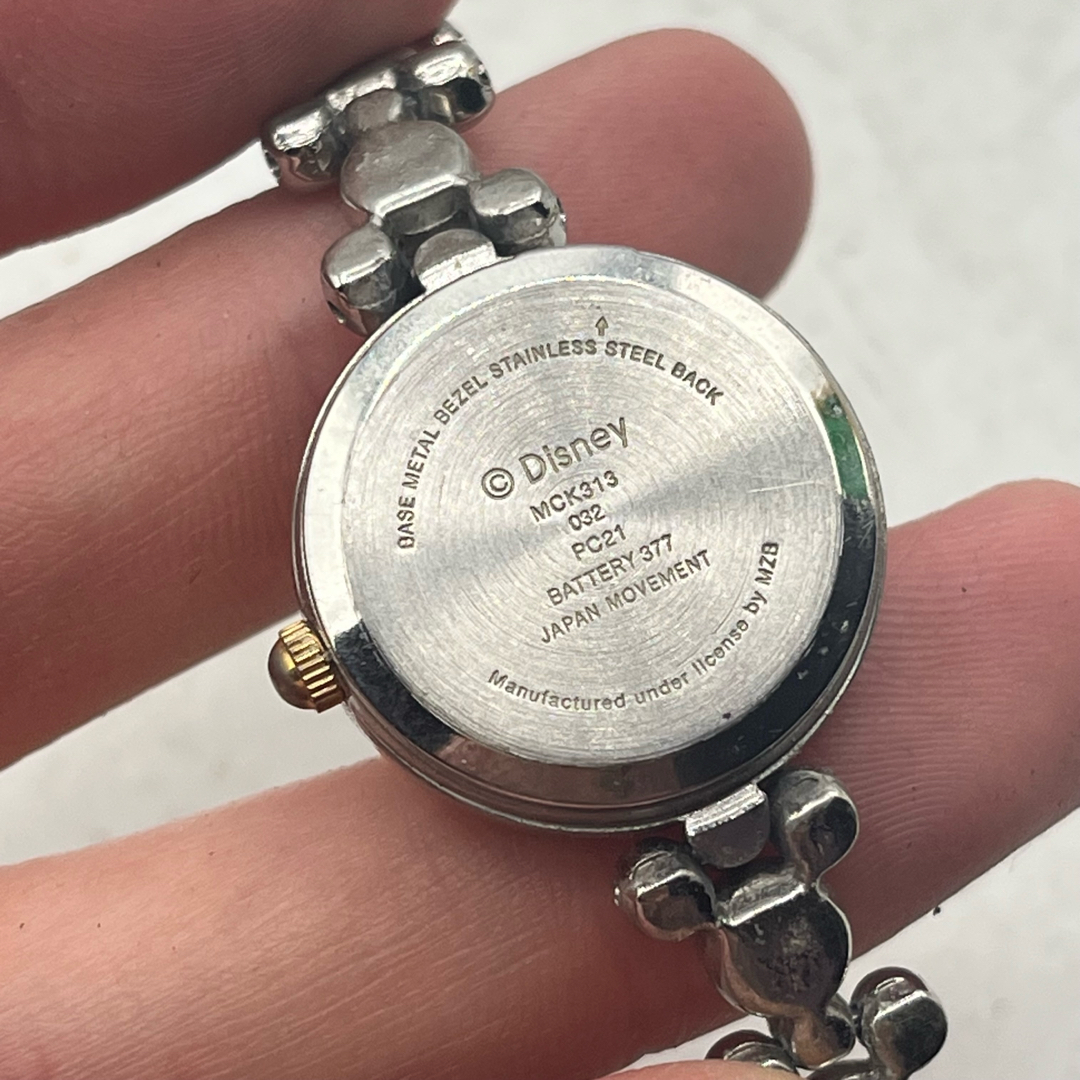 BASE METAL BEZEL STAINLESS STEEL BACK
© Disney
MCK313
032
PC21
BATTERY 377
JAPAN MOVEMENT
Manufactured under license by MZB